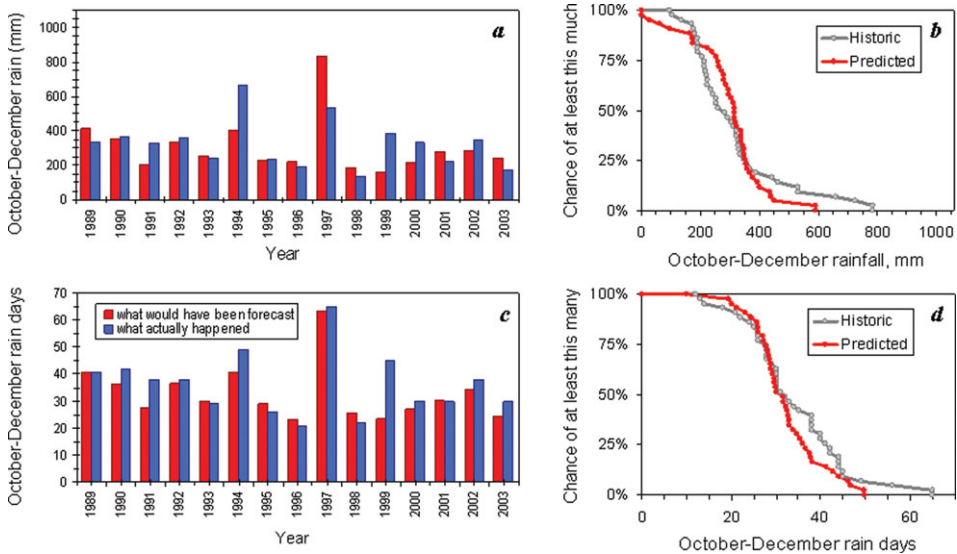 October-December rain (mm)
1000
800
600
400
200
0
a
1989
1990
1991
1992
1993
1994
1995
1996
1997
1998
1999
2000
2001
2002
2003
Year
Chance of at least this much
100%
75%
50%
25%
0%
b
Historic
Predicted
0 200 400 600 800 1000
October-December rainfall, mm
October-December rain days
70
60
50
40
30
20
10
0
what would have been forecast
what actually happened
c
1989
1990
1991
1992
1993
1994
1995
1996
1997
1998
1999
2000
2001
2002
2003
Year
Chance of at least this many
100%
75%
50%
25%
0%
d
Historic
Predicted
0 20 40 60
October-December rain days